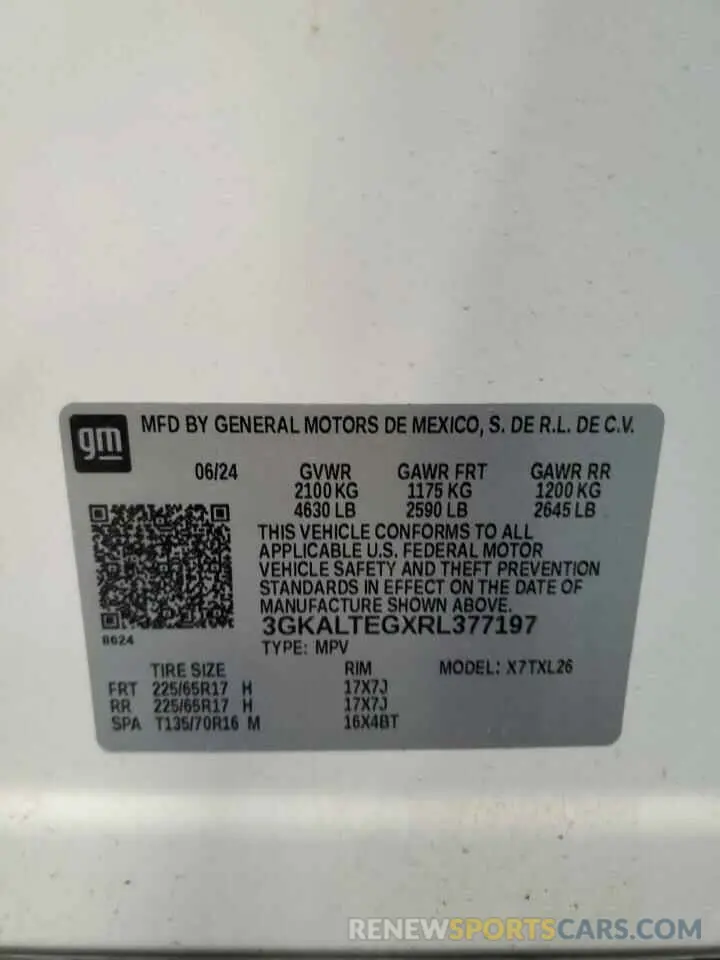 gm MFD BY GENERAL MOTORS DE MEXICO, S. DE R.L. DE C.V.
06/24 GVWR GAWR FRT GAWR RR
2100 KG 1175 KG 1200 KG
4630 LB 2590 LB 2645 LB
THIS VEHICLE CONFORMS TO ALL
APPLICABLE U.S. FEDERAL MOTOR
VEHICLE SAFETY AND THEFT PREVENTION
STANDARDS IN EFFECT ON THE DATE OF
MANUFACTURE SHOWN ABOVE.
3GKALTEGXRL377197
8624
TYPE: MPV
TIRE SIZE RIM MODEL: X7TXL26
FRT 225/65R17 H 17X7J
RR 225/65R17 H 17X7J
SPA T135/70R16 M 16X4BT
RENEWSPORTSCARS.COM